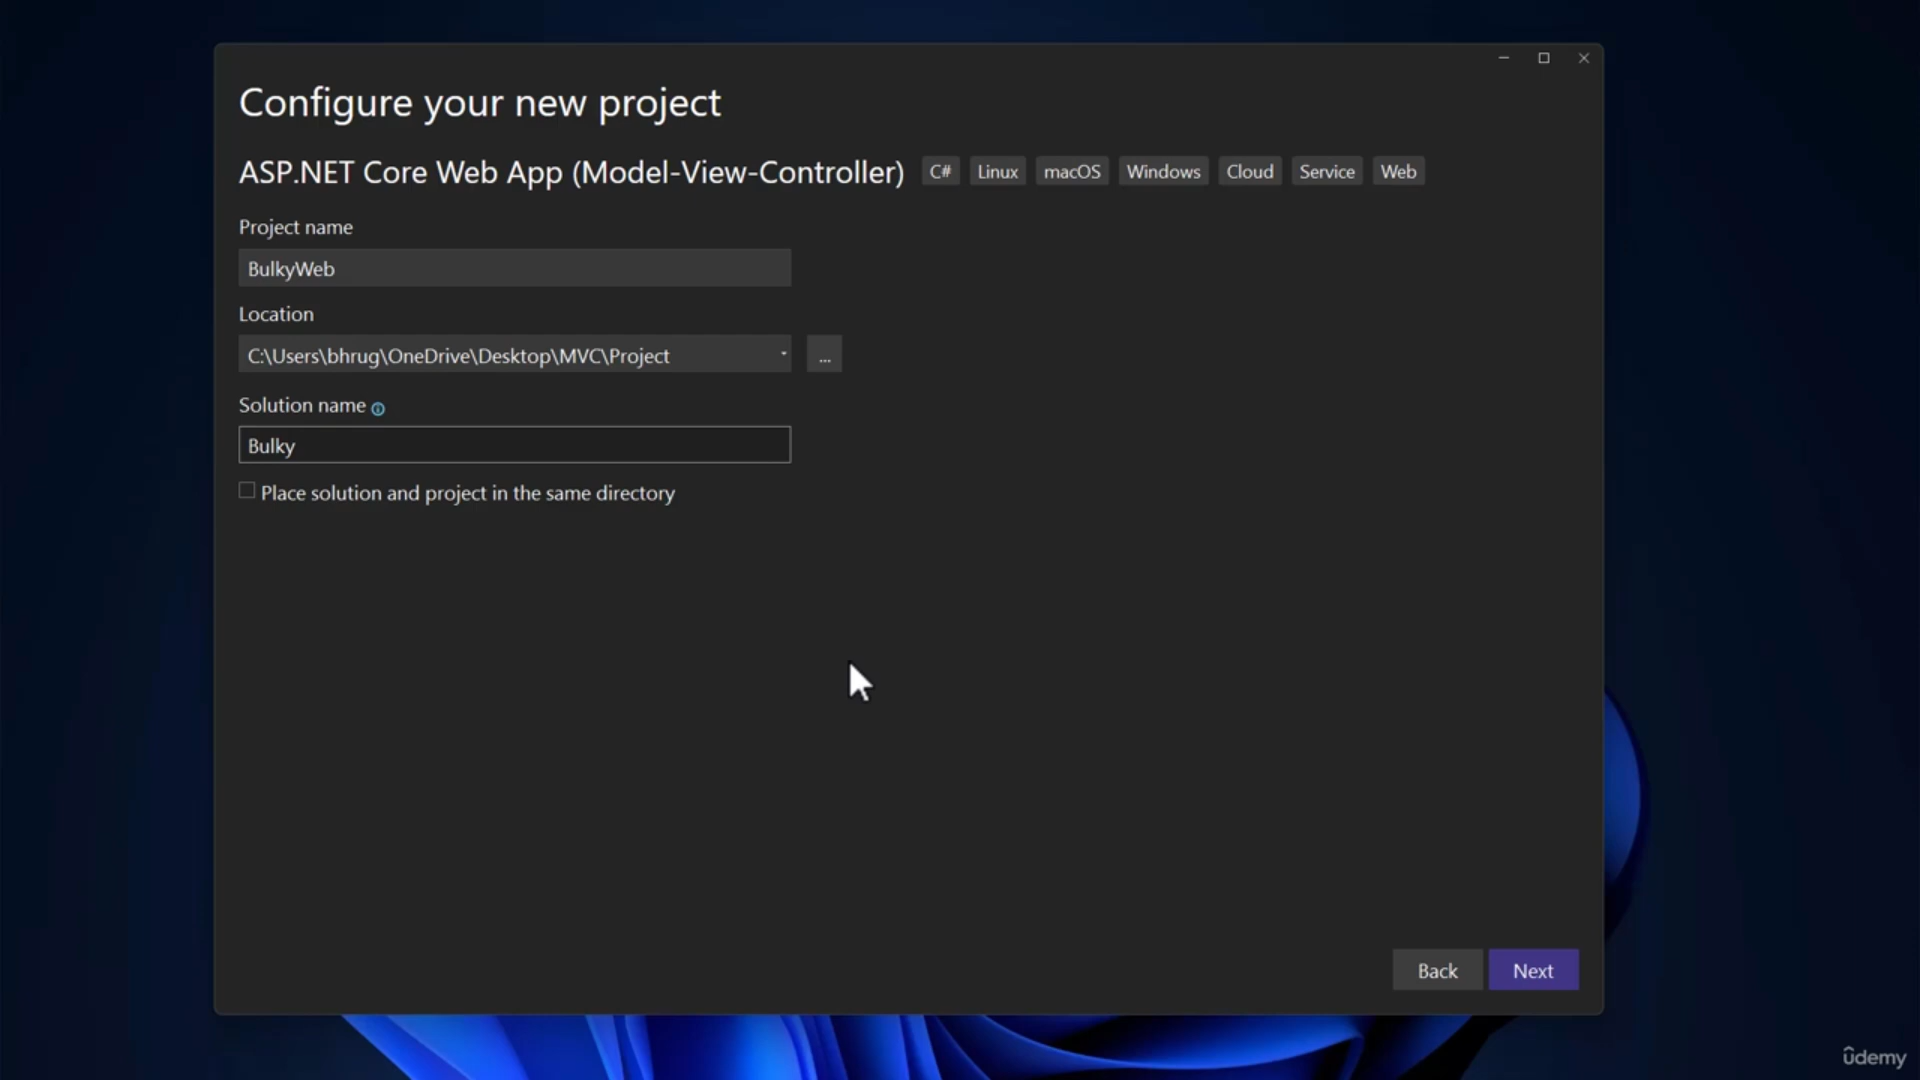 Configure your new project
ASP.NET Core Web App (Model-View-Controller) C# Linux macOS Windows Cloud Service Web
Project name
BulkyWeb
Location
C:\Users\bhrug\OneDrive\Desktop\MVC\Project ...
Solution name
Bulky
Place solution and project in the same directory
Back Next
ûdemy